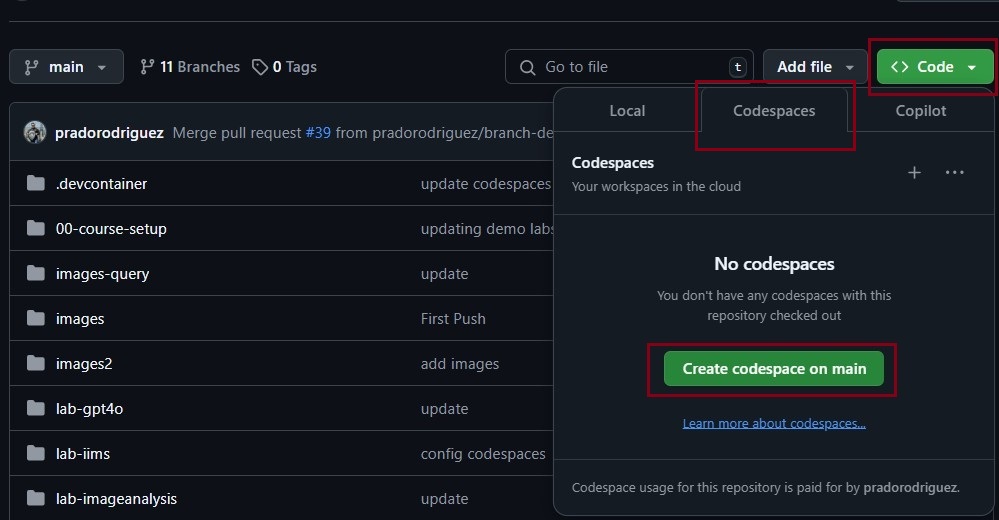 main 11 Branches 0 Tags Go to file t Add file Code
Local Codespaces Copilot
pradorodriguez Merge pull request #39 from pradorodriguez/branch-de
Codespaces
Your workspaces in the cloud
.devcontainer update codespaces
00-course-setup updating demo labs
images-query update
No codespaces
You don't have any codespaces with this
repository checked out
images First Push
images2 add images
Create codespace on main
lab-gpt4o update
Learn more about codespaces...
lab-iims config codespaces
lab-imageanalysis update
Codespace usage for this repository is paid for by pradorodriguez.